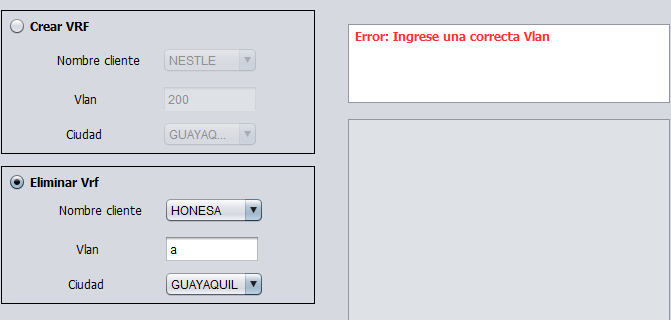 Crear VRF
Nombre cliente NESTLE
Vlan 200
Ciudad GUAYAQ...
Eliminar Vrf
Nombre cliente HONESA
Vlan a
Ciudad GUAYAQUIL
Error: Ingrese una correcta Vlan